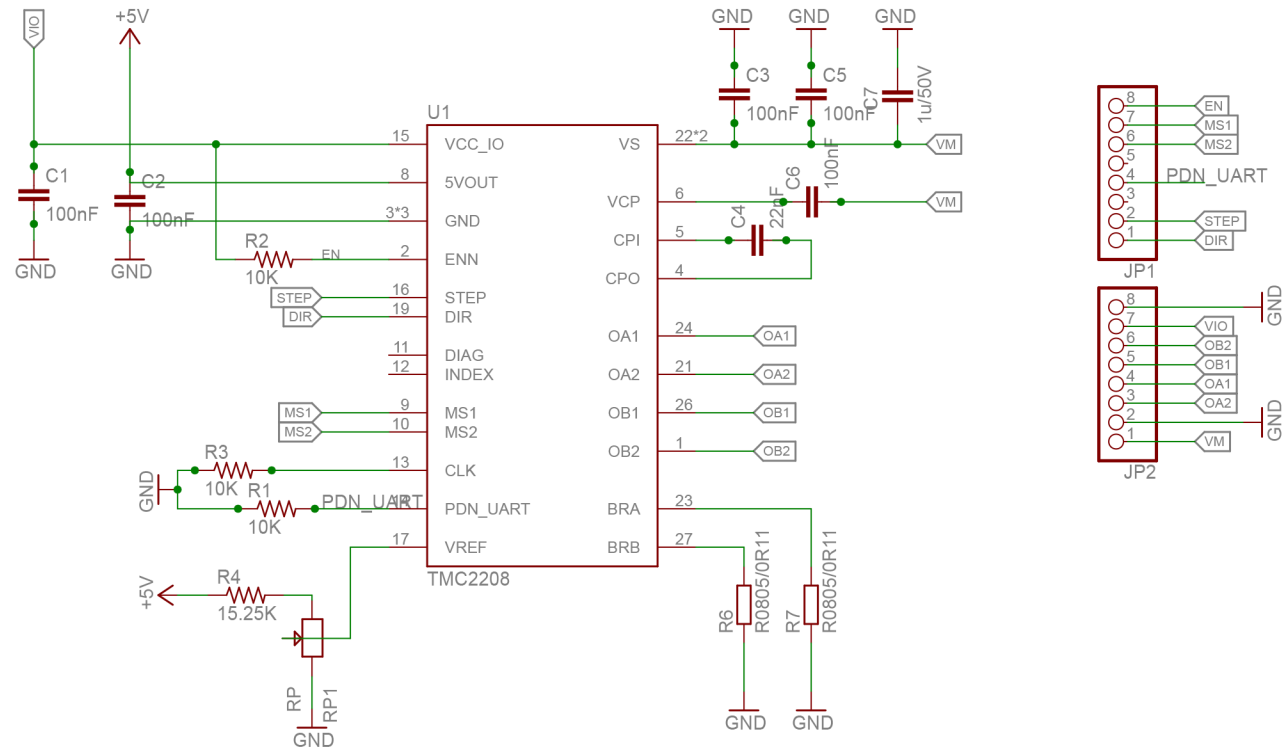 VIO
+5V
GND
GND
GND
C3
100nF
C5
100nF
C7
1u/50V
U1
15
VCC_IO
8
5VOUT
3*3
GND
2
ENN
16
STEP
19
DIR
11
DIAG
12
INDEX
9
MS1
10
MS2
13
CLK
14
PDN_UART
17
VREF
TMC2208
VS
22*2
VM
VCP
6
CPI
5
CPO
4
OA1
24
OA1
OA2
21
OA2
OB1
26
OB1
OB2
1
OB2
BRA
23
BRB
27
C6
100nF
VM
C4
22nF
C1
100nF
GND
C2
100nF
GND
R2
10K
EN
STEP
DIR
MS1
MS2
GND
R3
10K
R1
10K
PDN_UART
+5V
R4
15.25K
RP
RP1
GND
R6
R0805/0R11
GND
R7
R0805/0R11
GND
8
EN
7
MS1
6
MS2
5
4
PDN_UART
3
2
STEP
1
DIR
JP1
8
GND
7
VIO
6
OB2
5
OB1
4
OA1
3
OA2
2
GND
1
VM
JP2